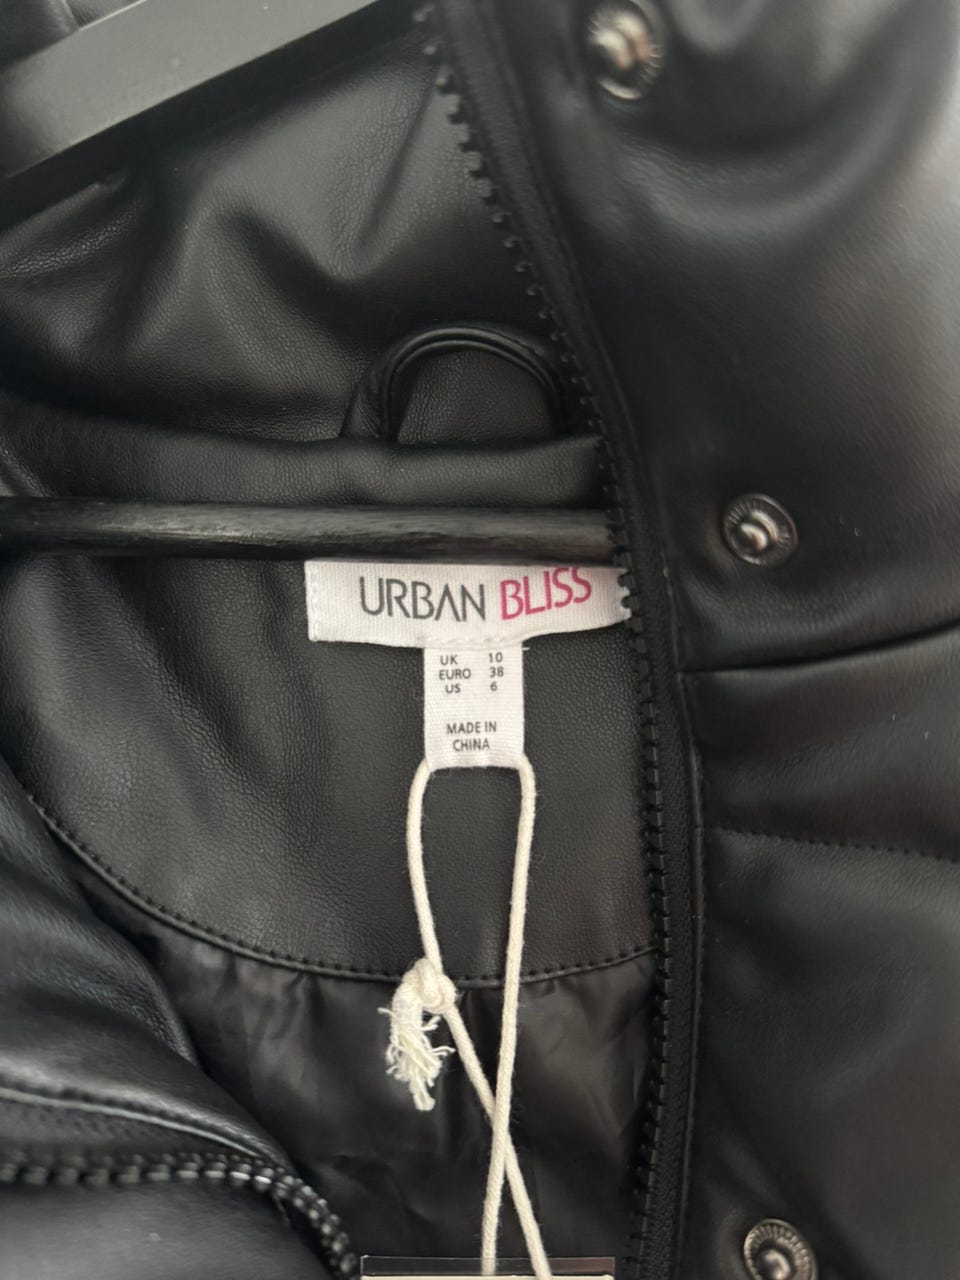 URBAN BLISS
UK 10
EURO 38
US 6
MADE IN
CHINA